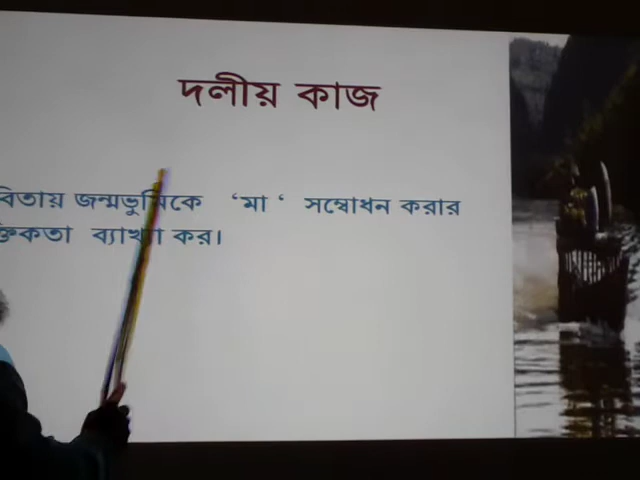 দলীয় কাজ
বিতায় জন্মভুমিকে ‘মা ‘ সম্বোধন করার
ক্তিকতা ব্যাখ্যা কর।